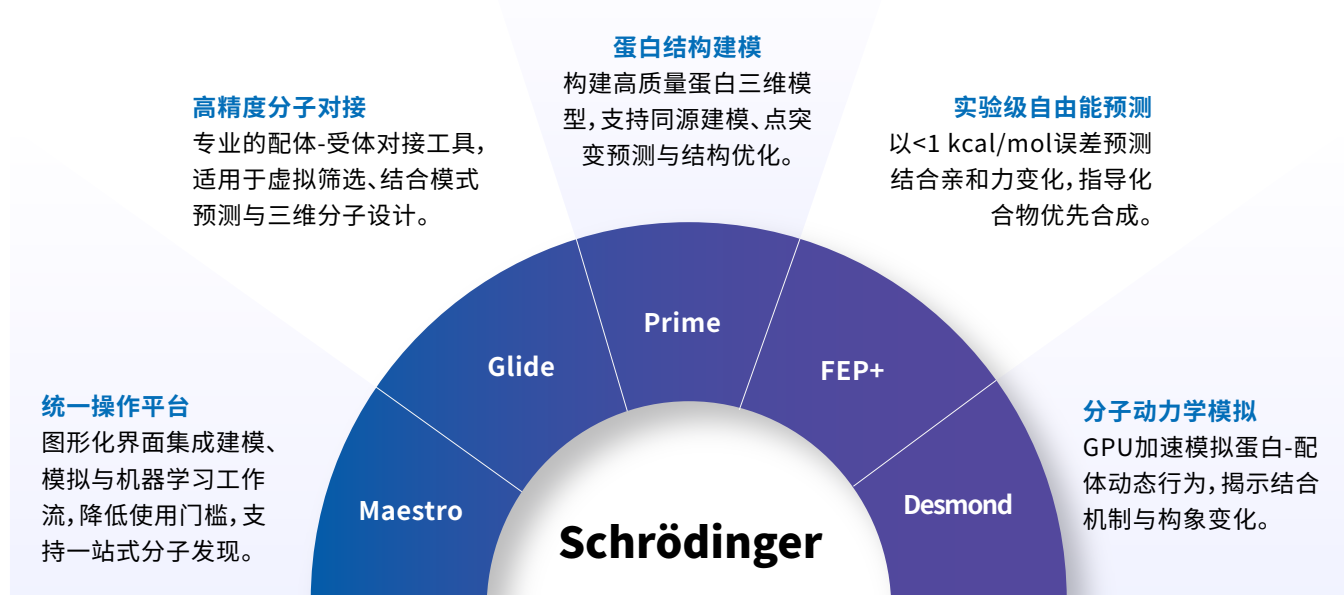 蛋白结构建模
构建高质量蛋白三维模
型,支持同源建模、点突
变预测与结构优化。
高精度分子对接
专业的配体-受体对接工具,
适用于虚拟筛选、结合模式
预测与三维分子设计。
实验级自由能预测
以<1 kcal/mol误差预测
结合亲和力变化,指导化
合物优先合成。
统一操作平台
图形化界面集成建模、
模拟与机器学习工作
流,降低使用门槛,支
持一站式分子发现。
分子动力学模拟
GPU加速模拟蛋白-配
体动态行为,揭示结合
机制与构象变化。
Maestro
Glide
Prime
FEP+
Desmond
Schrödinger